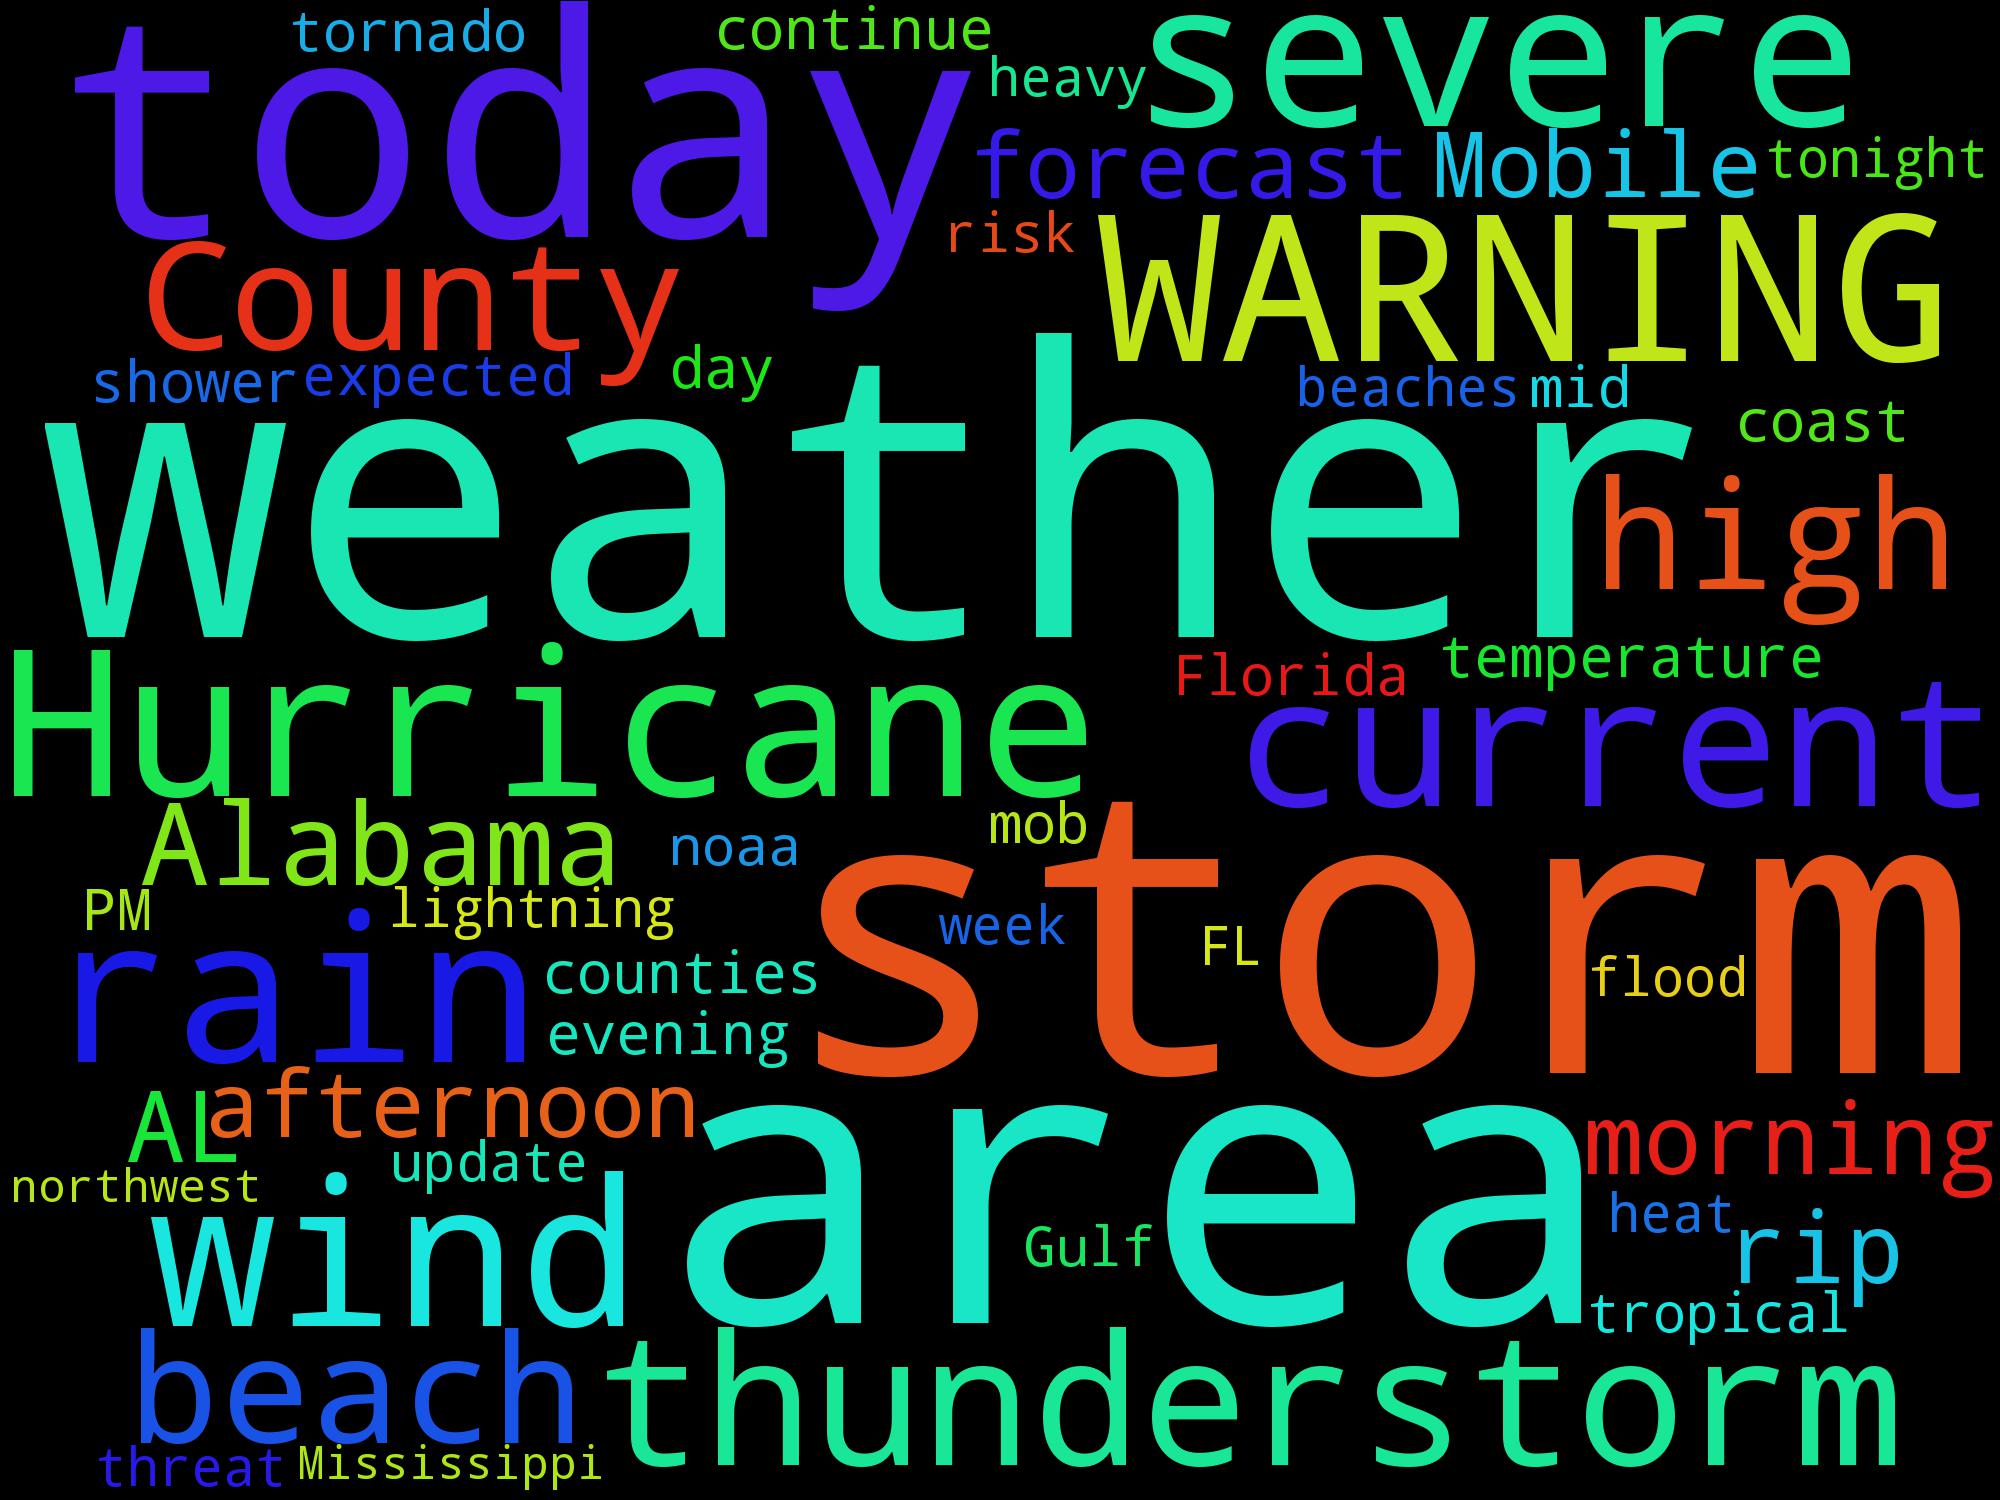 tornado continue severe
today heavy
forecast Mobile tonight
risk WARNING
County
shower expected day beaches mid coast
weather high
Hurricane Florida temperature
current
Alabama noaa mob
storm
PM lightning week FL flood
rain counties
evening
AL afternoon area morning
northwest update
wind Gulf heat rip
tropical
beach thunderstorm
threat Mississippi